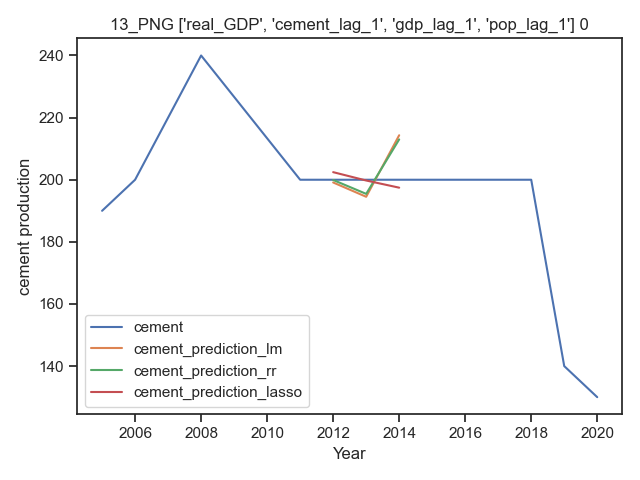 13_PNG ['real_GDP', 'cement_lag_1', 'gdp_lag_1', 'pop_lag_1'] 0
cement production
240
220
200
180
160
140
cement
cement_prediction_lm
cement_prediction_rr
cement_prediction_lasso
2006 2008 2010 2012 2014 2016 2018 2020
Year